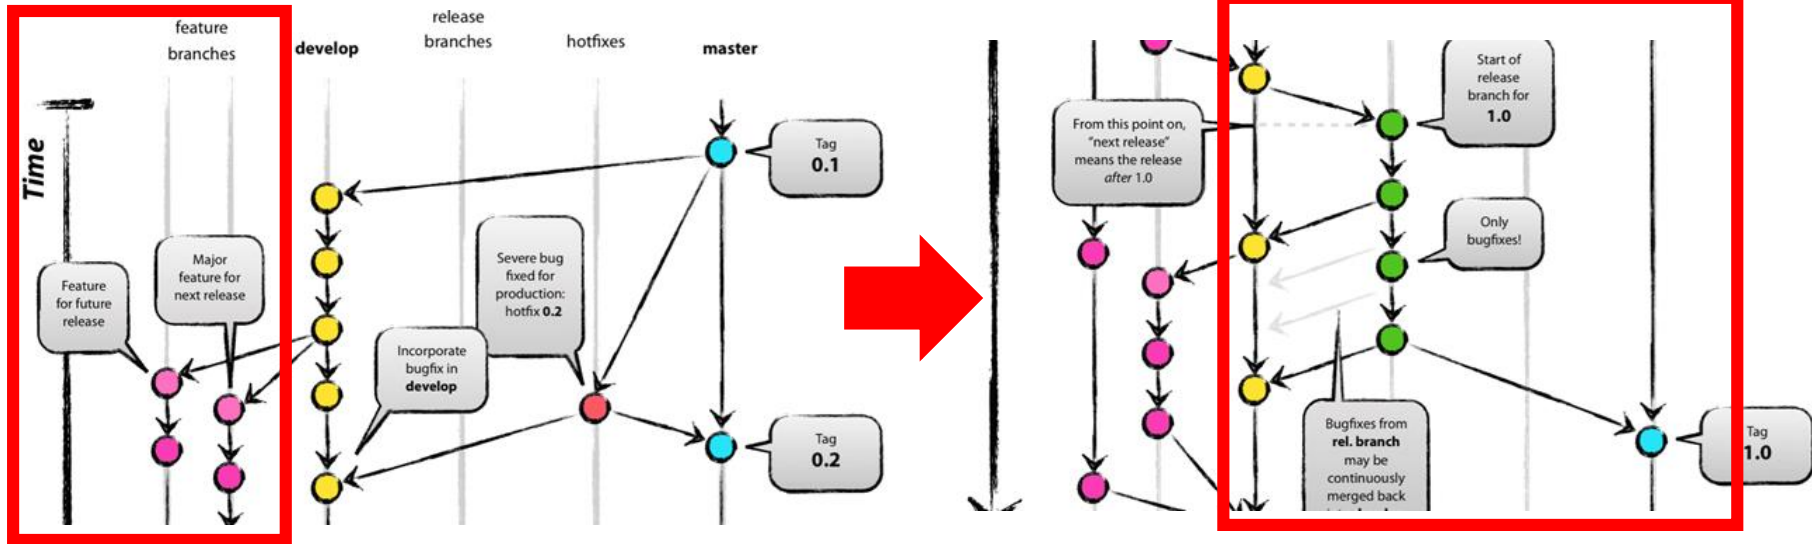 feature
branches
develop
release
branches
hotfixes
master
Time
Tag
0.1
Feature
for future
release
Major
feature for
next release
Severe bug
fixed for
production:
hotfix 0.2
Incorporate
bugfix in
develop
Tag
0.2
From this point on,
“next release”
means the release
after 1.0
Start of
release
branch for
1.0
Only
bugfixes!
Bugfixes from
rel. branch
may be
continuously
merged back
Tag
1.0